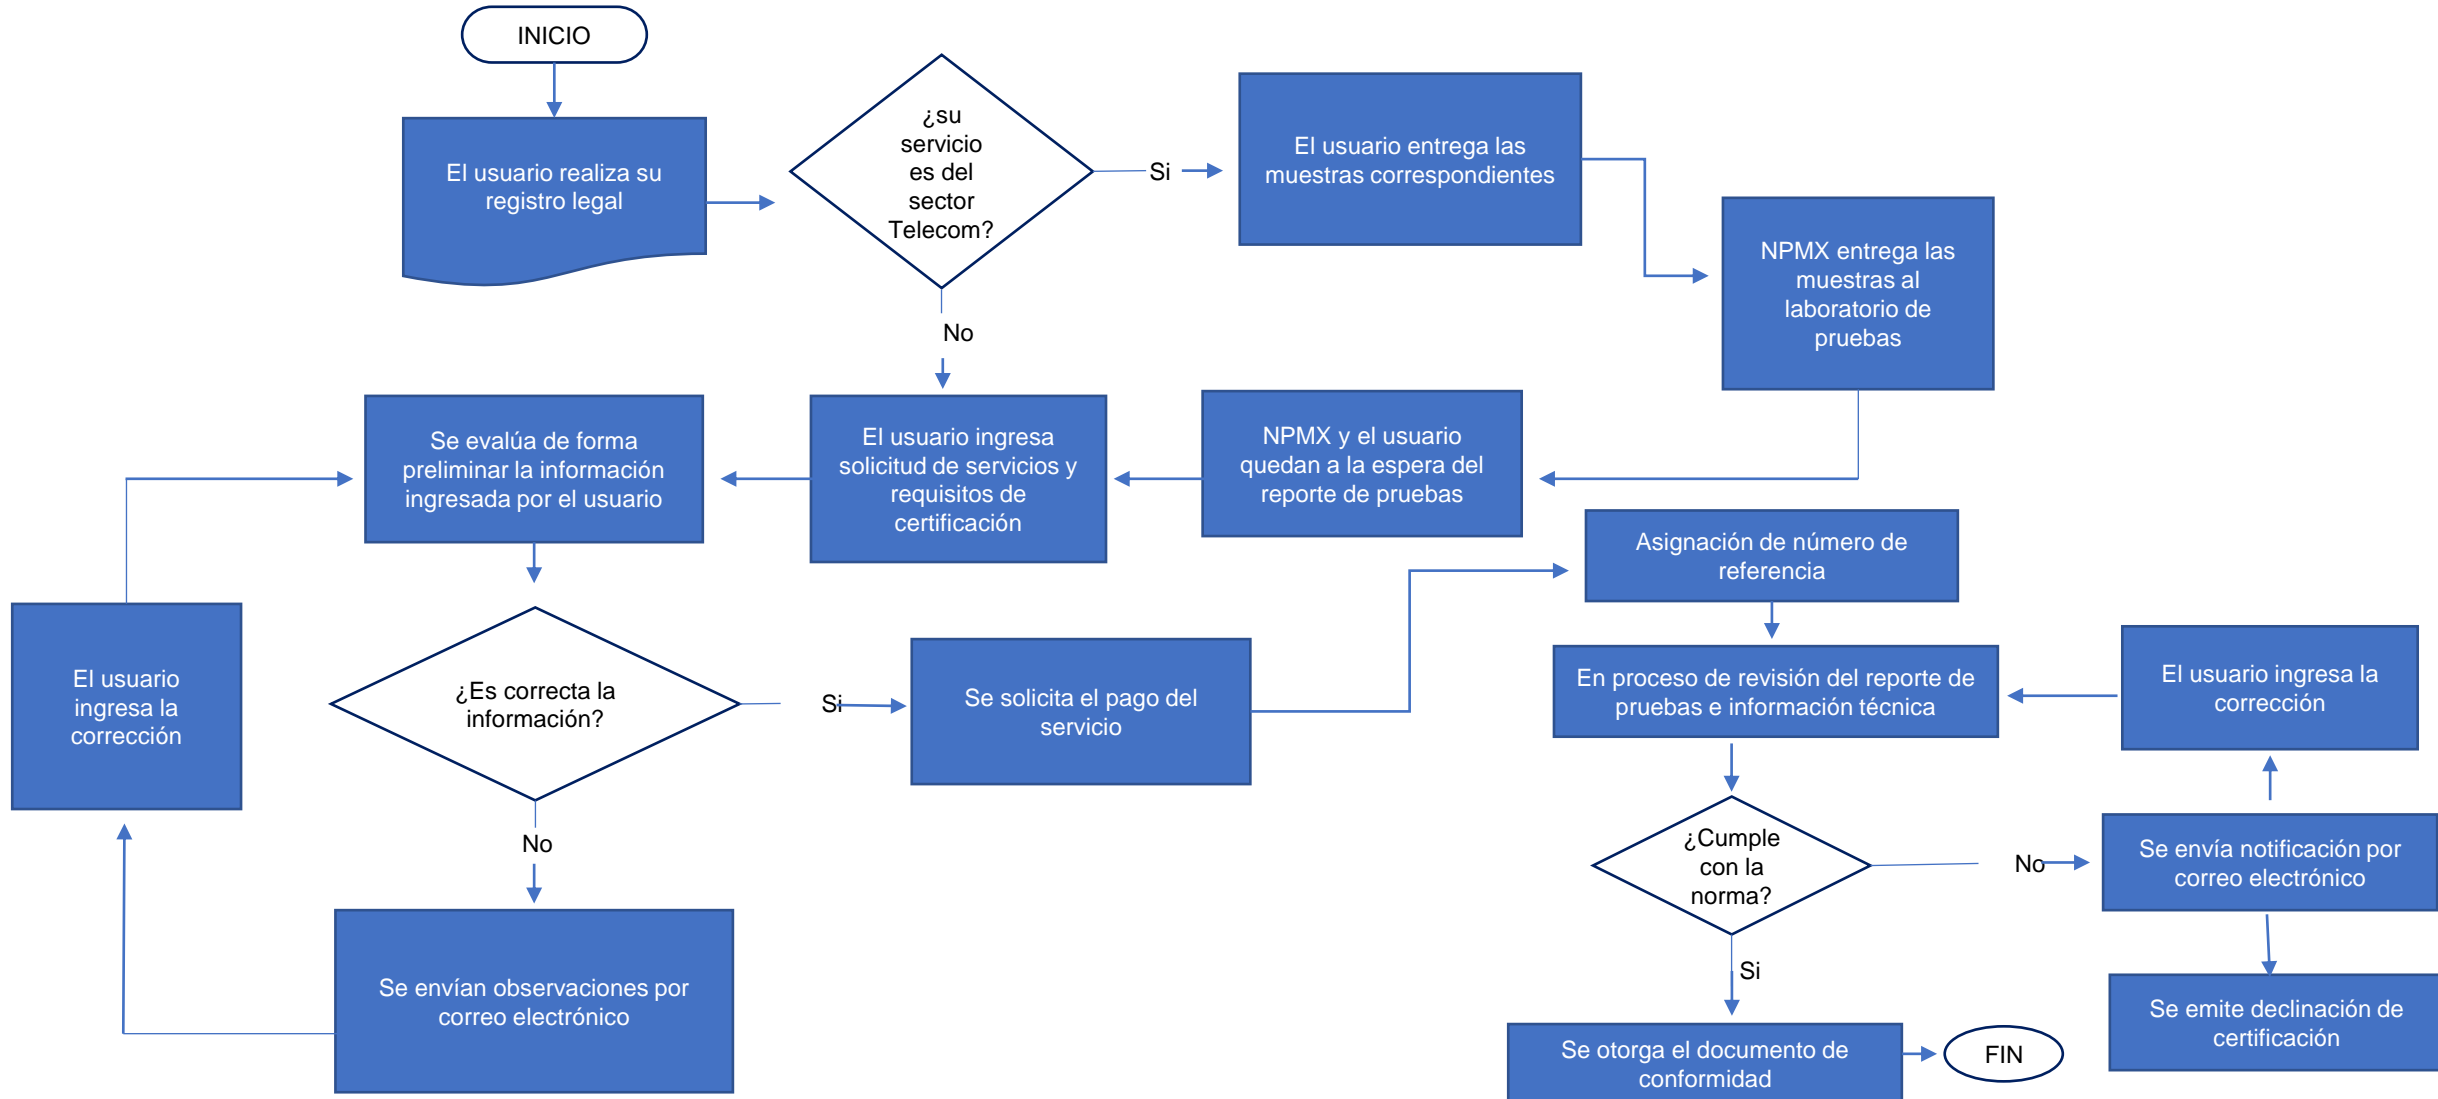 INICIO
El usuario realiza su
registro legal
¿su
servicio
es del
sector
Telecom?
Si
El usuario entrega las
muestras correspondientes
NPMX entrega las
muestras al
laboratorio de
pruebas
No
Se evalúa de forma
preliminar la información
ingresada por el usuario
El usuario ingresa
solicitud de servicios y
requisitos de
certificación
NPMX y el usuario
quedan a la espera del
reporte de pruebas
Asignación de número de
referencia
El usuario
ingresa la
corrección
¿Es correcta la
información?
Si
Se solicita el pago del
servicio
En proceso de revisión del reporte de
pruebas e información técnica
El usuario ingresa la
corrección
No
¿Cumple
con la
norma?
No
Se envía notificación por
correo electrónico
Se envían observaciones por
correo electrónico
Si
Se emite declinación de
certificación
Se otorga el documento de
conformidad
FIN